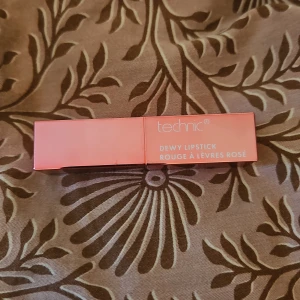 technic
DEWY LIPSTICK
ROUGE À LÈVRES ROSÉ